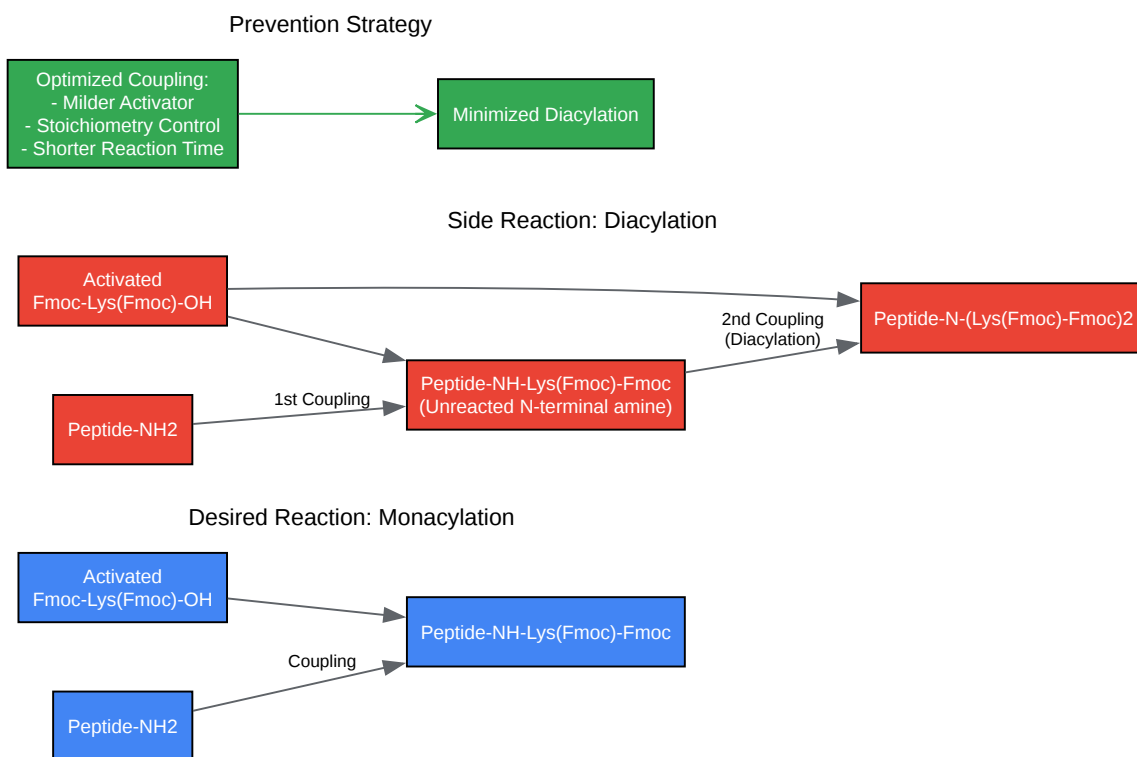 Prevention Strategy
Optimized Coupling:
- Milder Activator
- Stoichiometry Control
- Shorter Reaction Time
Minimized Diacylation
Side Reaction: Diacylation
Activated
Fmoc-Lys(Fmoc)-OH
2nd Coupling
(Diacylation)
Peptide-N-(Lys(Fmoc)-Fmoc)2
Peptide-NH-Lys(Fmoc)-Fmoc
(Unreacted N-terminal amine)
1st Coupling
Peptide-NH2
Desired Reaction: Monacylation
Activated
Fmoc-Lys(Fmoc)-OH
Peptide-NH-Lys(Fmoc)-Fmoc
Coupling
Peptide-NH2